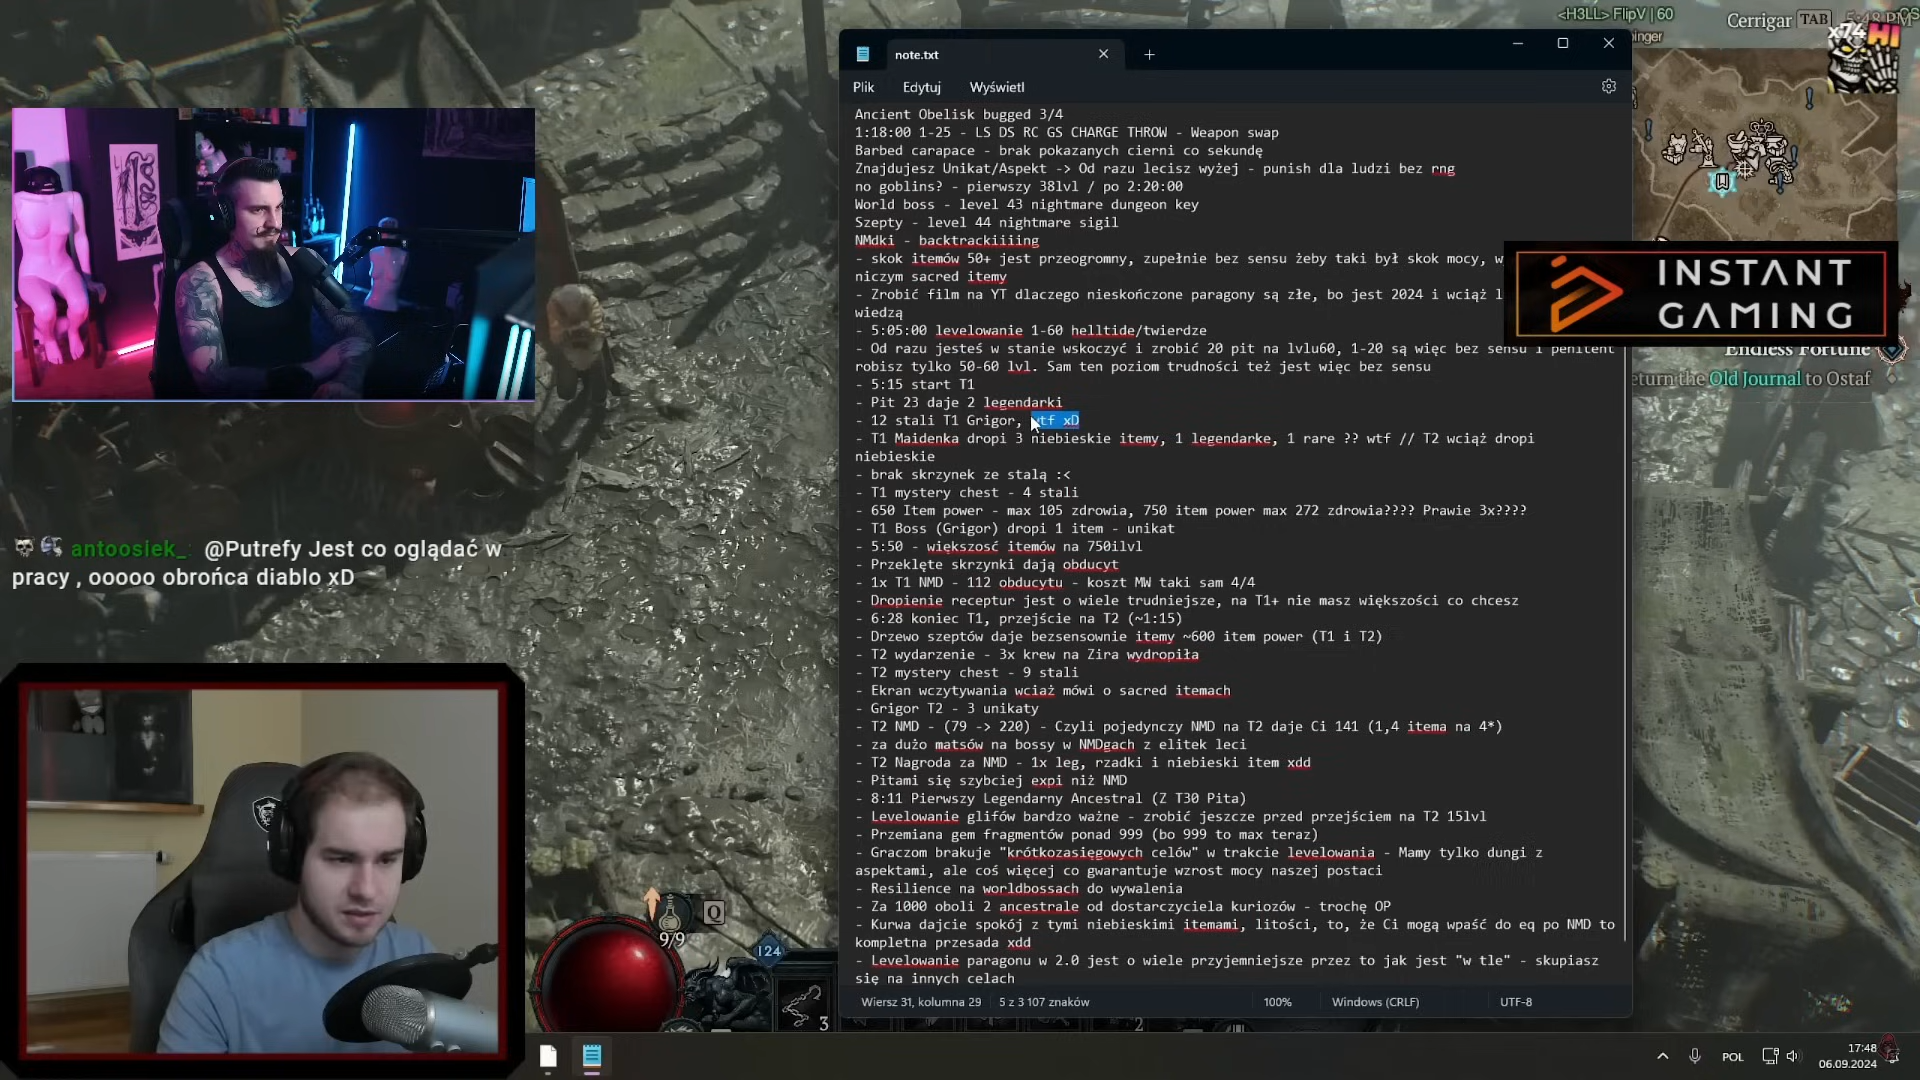 <H3LL> FlipV | 60
Cerrigar TAB
x74 HI
note.txt
Plik Edytuj Wyświetl
Ancient Obelisk bugged 3/4
1:18:00 1-25 - LS DS RC GS CHARGE THROW - Weapon swap
Barbed carapace - brak pokazanych cierni co sekundę
Znajdujesz Unikat/Aspekt -> Od razu lecisz wyżej - punish dla ludzi bez rng
no goblins? - pierwszy 38lvl / po 2:20:00
World boss - level 43 nightmare dungeon key
Szepty - level 44 nightmare sigil
NMdki - backtrackiiiing
- skok itemów 50+ jest przeogromny, zupełnie bez sensu żeby taki był skok mocy, w
niczym sacred itemy
- Zrobić film na YT dlaczego nieskończone paragony są złe, bo jest 2024 i wciąż l
wiedzą
- 5:05:00 levelowanie 1-60 helltide/twierdze
- Od razu jesteś w stanie wskoczyć i zrobić 20 pit na lvlu60, 1-20 są więc bez sensu i penitent
robisz tylko 50-60 lvl. Sam ten poziom trudności też jest więc bez sensu
- 5:15 start T1
- Pit 23 daje 2 legendarki
- 12 stali T1 Grigor, wtf xD
- T1 Maidenka dropi 3 niebieskie itemy, 1 legendarke, 1 rare ?? wtf // T2 wciąż dropi
niebieskie
- brak skrzynek ze stalą :<
- T1 mystery chest - 4 stali
- 650 Item power - max 105 zdrowia, 750 item power max 272 zdrowia???? Prawie 3x????
- T1 Boss (Grigor) dropi 1 item - unikat
- 5:50 - większosć itemów na 750ilvl
- Przeklęte skrzynki dają obducyt
- 1x T1 NMD - 112 obducytu - koszt MW taki sam 4/4
- Dropienie receptur jest o wiele trudniejsze, na T1+ nie masz większości co chcesz
- 6:28 koniec T1, przejście na T2 (~1:15)
- Drzewo szeptów daje bezsensownie itemy ~600 item power (T1 i T2)
- T2 wydarzenie - 3x krew na Zira wydropiła
- T2 mystery chest - 9 stali
- Ekran wczytywania wciaż mówi o sacred itemach
- Grigor T2 - 3 unikaty
- T2 NMD - (79 -> 220) - Czyli pojedynczy NMD na T2 daje Ci 141 (1,4 itema na 4*)
- za dużo matsów na bossy w NMDgach z elitek leci
- T2 Nagroda za NMD - 1x leg, rzadki i niebieski item xdd
- Pitami się szybciej expi niż NMD
- 8:11 Pierwszy Legendarny Ancestral (Z T30 Pita)
- Levelowanie glifów bardzo ważne - zrobić jeszcze przed przejściem na T2 15lvl
- Przemiana gem fragmentów ponad 999 (bo 999 to max teraz)
- Graczom brakuje "krótkozasięgowych celów" w trakcie levelowania - Mamy tylko dungi z
aspektami, ale coś więcej co gwarantuje wzrost mocy naszej postaci
- Resilience na worldbossach do wywalenia
- Za 1000 oboli 2 ancestrale od dostarczyciela kuriozów - trochę OP
- Kurwa dajcie spokój z tymi niebieskimi itemami, litości, to, że Ci mogą wpaść do eq po NMD to
kompletna przesada xdd
- Levelowanie paragonu w 2.0 jest o wiele przyjemniejsze przez to jak jest "w tle" - skupiasz
się na innych celach
Wiersz 31, kolumna 29 5 z 3 107 znaków 100% Windows (CRLF) UTF-8
INSTANT
GAMING
Endless Fortune
eturn the Old Journal to Ostaf
antoosiek_: @Putrefy Jest co oglądać w
pracy , ooooo obrońca diablo xD
Q
9/9
124
3
2
POL
17:48
06.09.2024